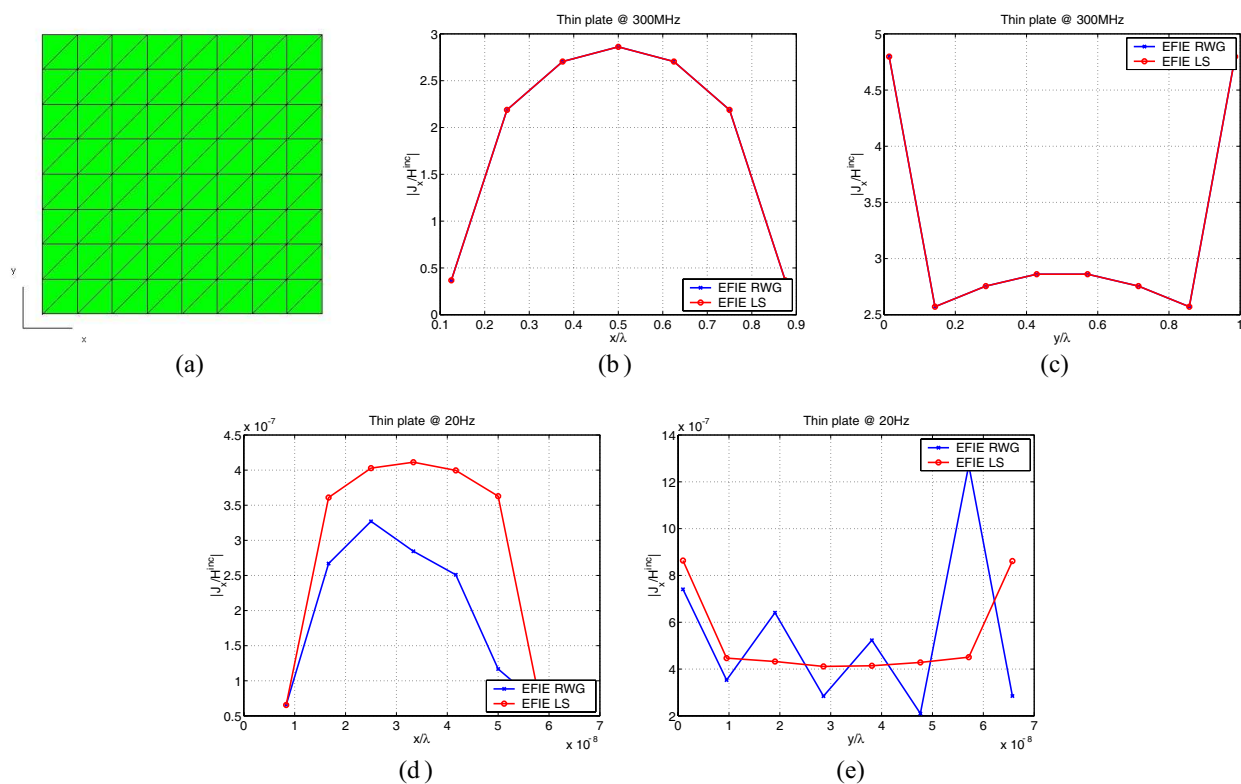 y
x
(a)
Thin plate @ 300MHz
|J_x/H^inc|
3
2.5
2
1.5
1
0.5
0
0.1 0.2 0.3 0.4 0.5 0.6 0.7 0.8 0.9
x/λ
EFIE RWG
EFIE LS
(b)
Thin plate @ 300MHz
|J_x/H^inc|
5
4.5
4
3.5
3
2.5
0 0.2 0.4 0.6 0.8 1
y/λ
EFIE RWG
EFIE LS
(c)
Thin plate @ 20Hz
x 10^-7
|J_x/H^inc|
4.5
4
3.5
3
2.5
2
1.5
1
0.5
0 1 2 3 4 5 6 7
x/λ
x 10^-8
EFIE RWG
EFIE LS
(d)
Thin plate @ 20Hz
x 10^-7
|J_x/H^inc|
14
12
10
8
6
4
2
0 1 2 3 4 5 6 7
y/λ
x 10^-8
EFIE RWG
EFIE LS
(e)